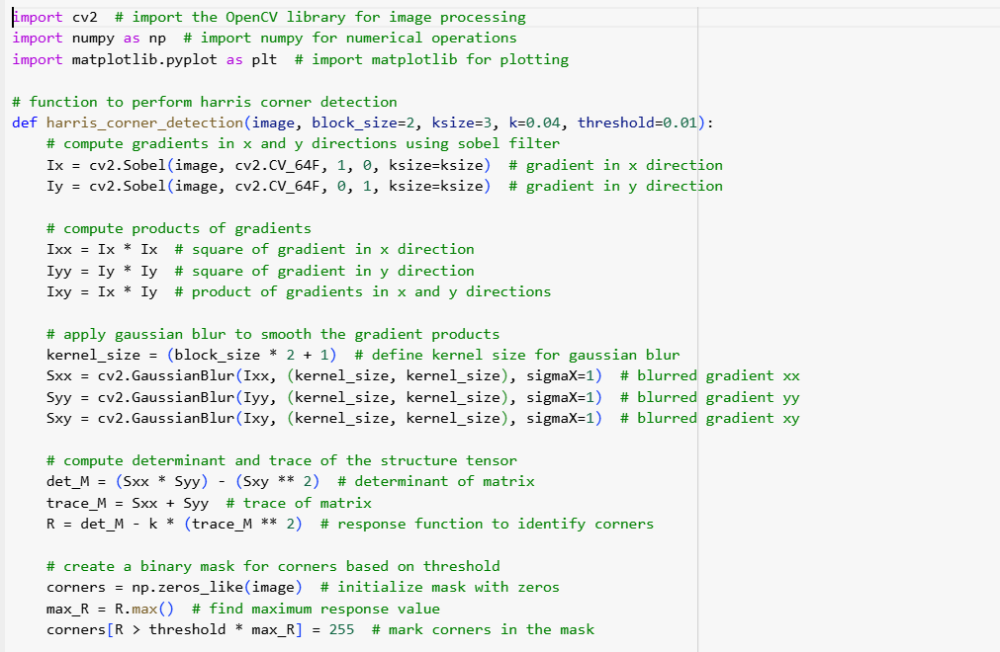 import cv2  # import the OpenCV library for image processing
import numpy as np  # import numpy for numerical operations
import matplotlib.pyplot as plt  # import matplotlib for plotting

# function to perform harris corner detection
def harris_corner_detection(image, block_size=2, ksize=3, k=0.04, threshold=0.01):
    # compute gradients in x and y directions using sobel filter
    Ix = cv2.Sobel(image, cv2.CV_64F, 1, 0, ksize=ksize)  # gradient in x direction
    Iy = cv2.Sobel(image, cv2.CV_64F, 0, 1, ksize=ksize)  # gradient in y direction

    # compute products of gradients
    Ixx = Ix * Ix  # square of gradient in x direction
    Iyy = Iy * Iy  # square of gradient in y direction
    Ixy = Ix * Iy  # product of gradients in x and y directions

    # apply gaussian blur to smooth the gradient products
    kernel_size = (block_size * 2 + 1)  # define kernel size for gaussian blur
    Sxx = cv2.GaussianBlur(Ixx, (kernel_size, kernel_size), sigmaX=1)  # blurred gradient xx
    Syy = cv2.GaussianBlur(Iyy, (kernel_size, kernel_size), sigmaX=1)  # blurred gradient yy
    Sxy = cv2.GaussianBlur(Ixy, (kernel_size, kernel_size), sigmaX=1)  # blurred gradient xy

    # compute determinant and trace of the structure tensor
    det_M = (Sxx * Syy) - (Sxy ** 2)  # determinant of matrix
    trace_M = Sxx + Syy  # trace of matrix
    R = det_M - k * (trace_M ** 2)  # response function to identify corners

    # create a binary mask for corners based on threshold
    corners = np.zeros_like(image)  # initialize mask with zeros
    max_R = R.max()  # find maximum response value
    corners[R > threshold * max_R] = 255  # mark corners in the mask